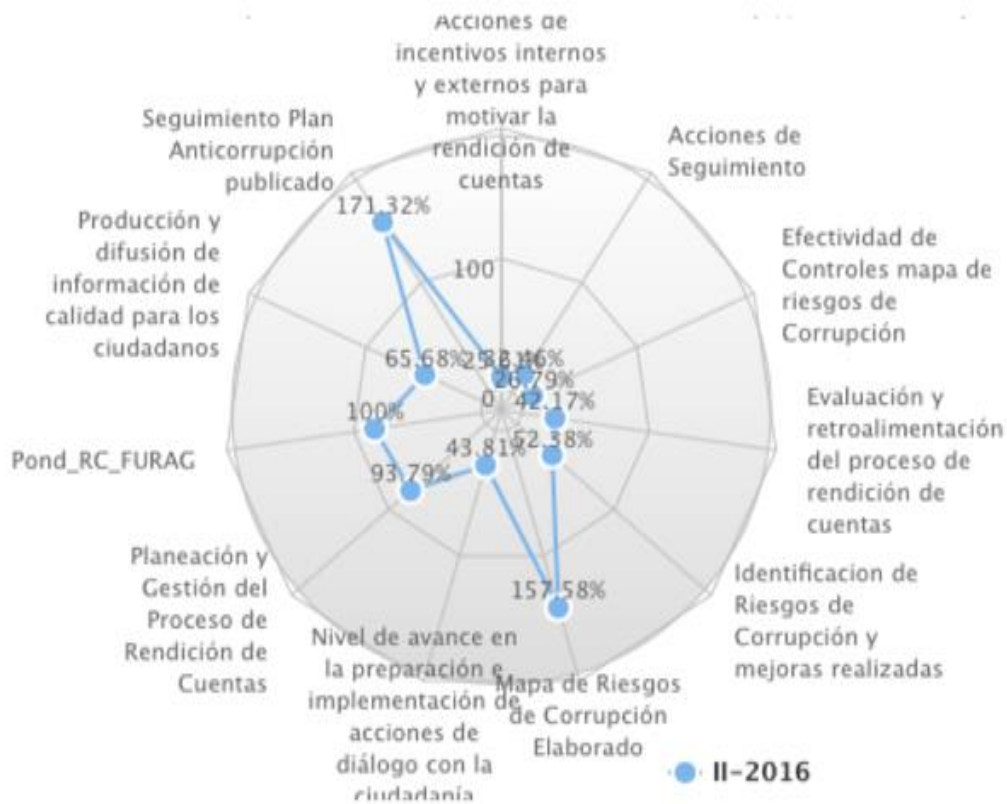 Acciones de
incentivos internos
y externos para
motivar la
rendición de
cuentas
Acciones de
Seguimiento
Efectividad de
Controles mapa de
riesgos de
Corrupción
Evaluación y
retroalimentación
del proceso de
rendición de
cuentas
Identificacion de
Riesgos de
Corrupción y
mejoras realizadas
Mapa de Riesgos
de Corrupción
Elaborado
Nivel de avance en
la preparación e
implementación de
acciones de
diálogo con la
ciudadanía
Planeación y
Gestión del
Proceso de
Rendición de
Cuentas
Pond_RC_FURAG
Producción y
difusión de
información de
calidad para los
ciudadanos
Seguimiento Plan
Anticorrupción
publicado
171.32%
100
65.68%
26.79%
0
42.17%
100%
52.38%
43.81%
93.79%
157.58%
II-2016